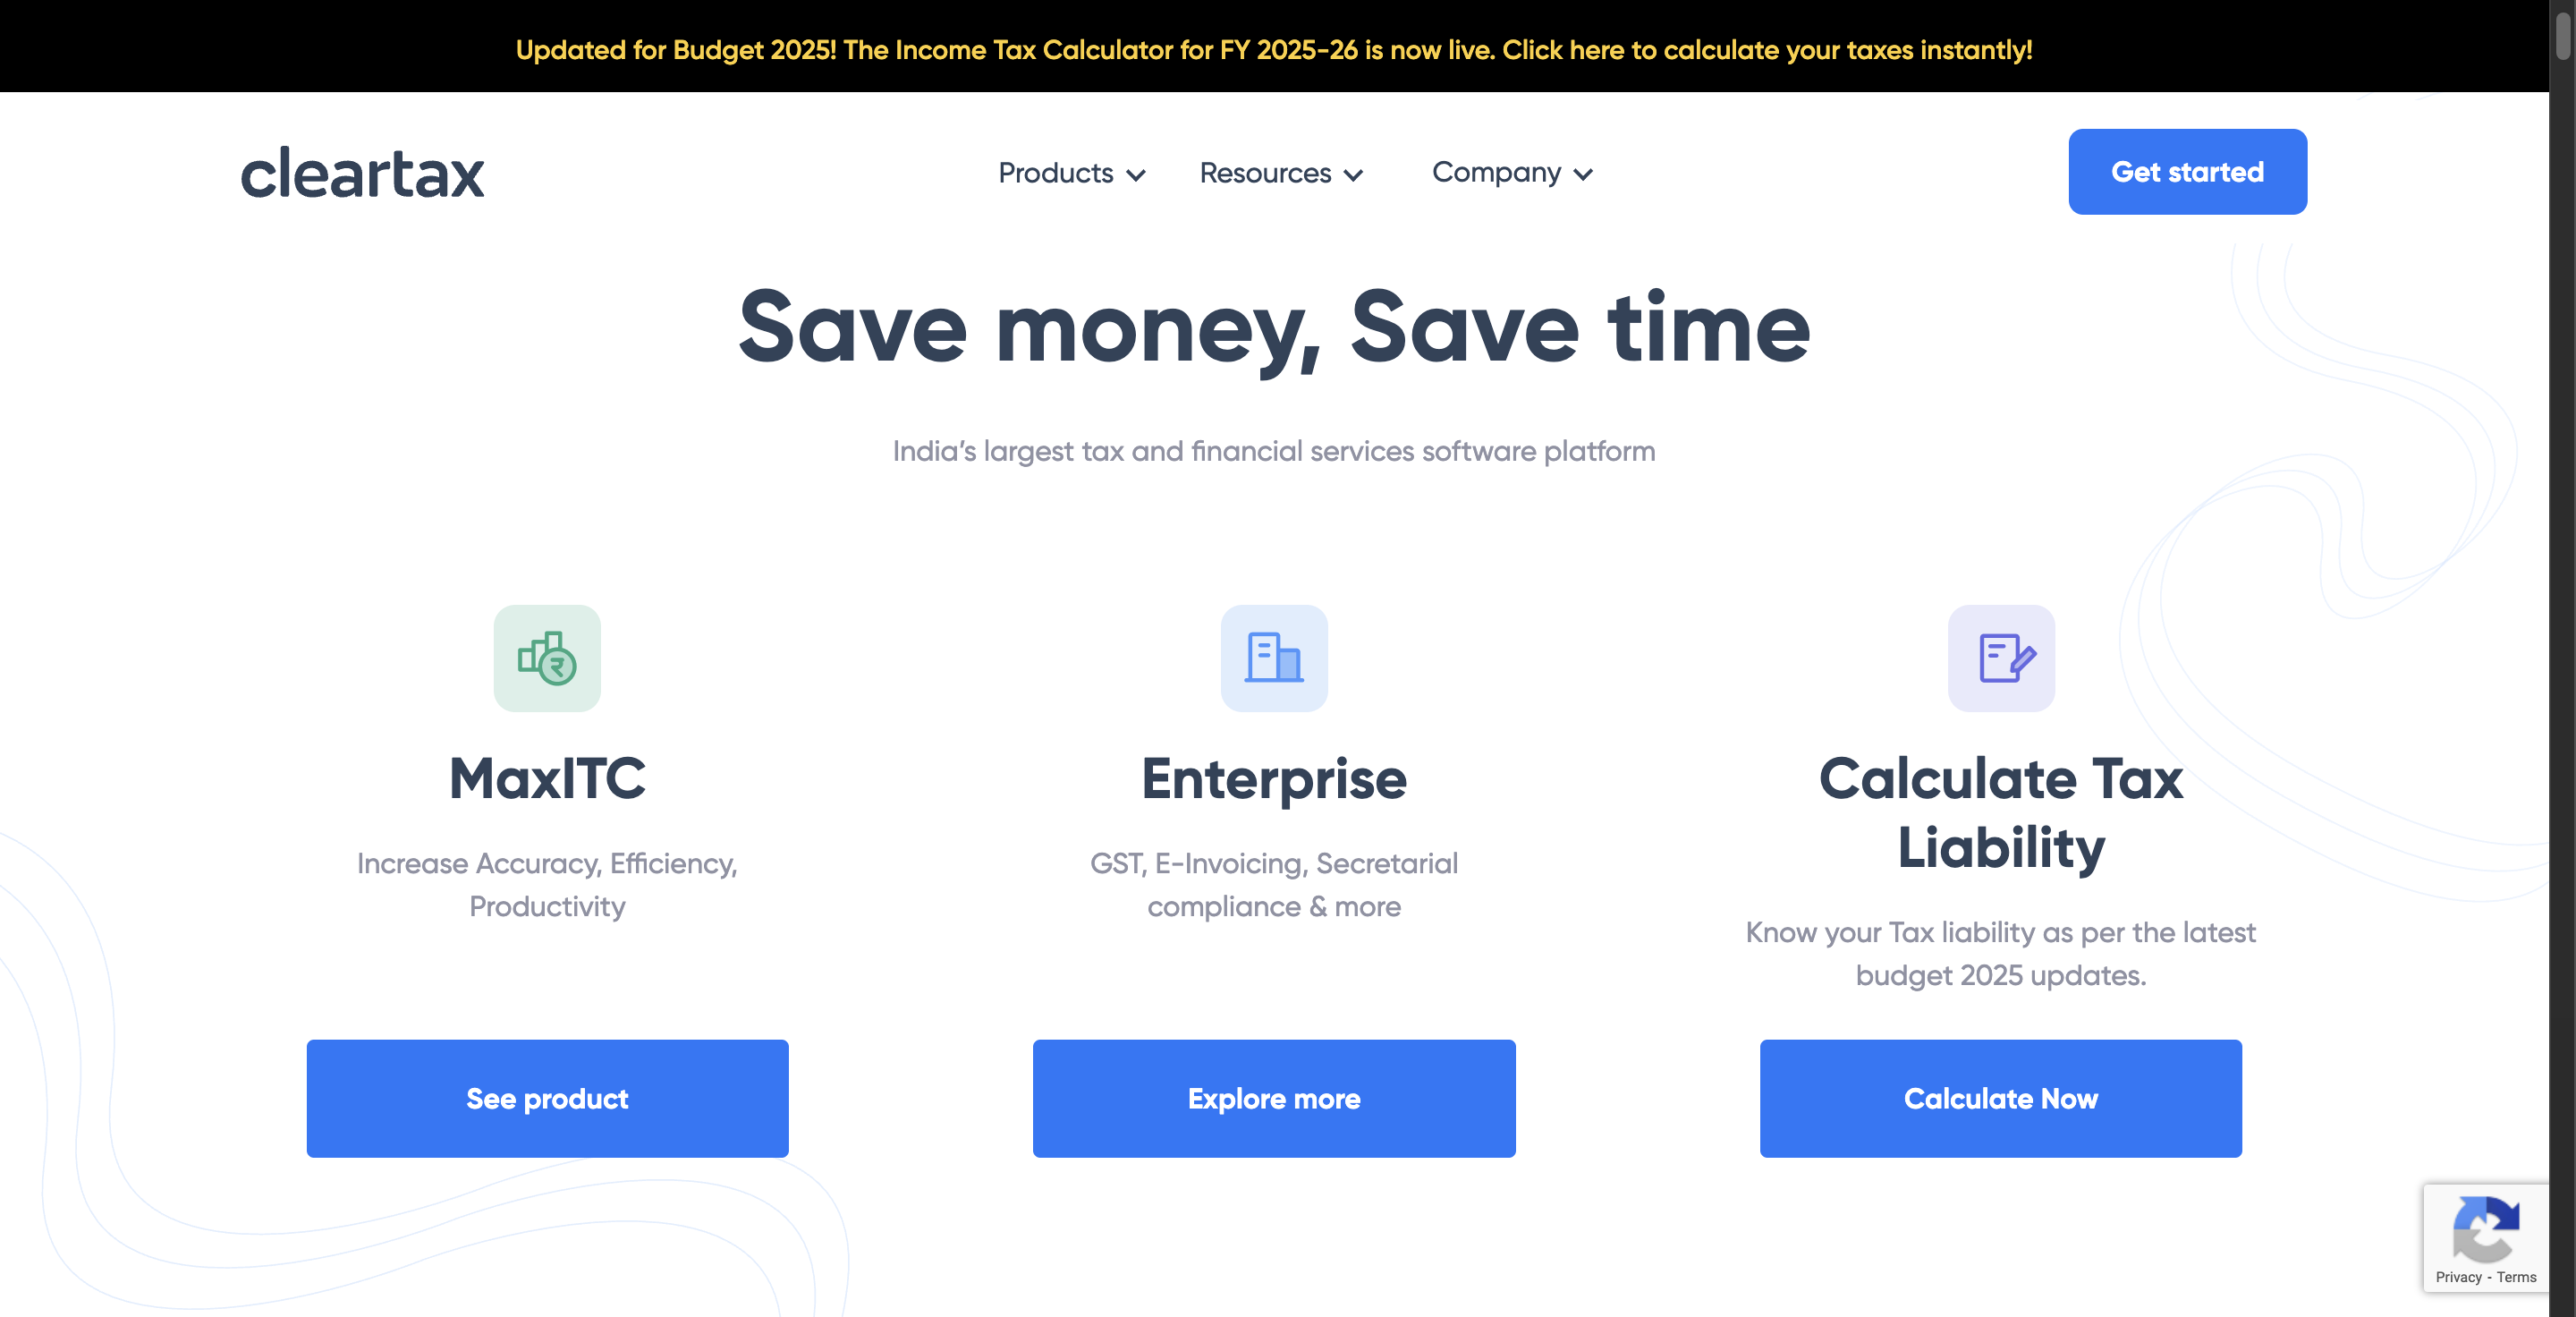 Updated for Budget 2025! The Income Tax Calculator for FY 2025-26 is now live. Click here to calculate your taxes instantly!
cleartax
Products
Resources
Company
Get started
Save money, Save time
India’s largest tax and financial services software platform
₹
MaxITC
Increase Accuracy, Efficiency,
Productivity
See product
Enterprise
GST, E-Invoicing, Secretarial
compliance & more
Explore more
Calculate Tax
Liability
Know your Tax liability as per the latest
budget 2025 updates.
Calculate Now
Privacy - Terms